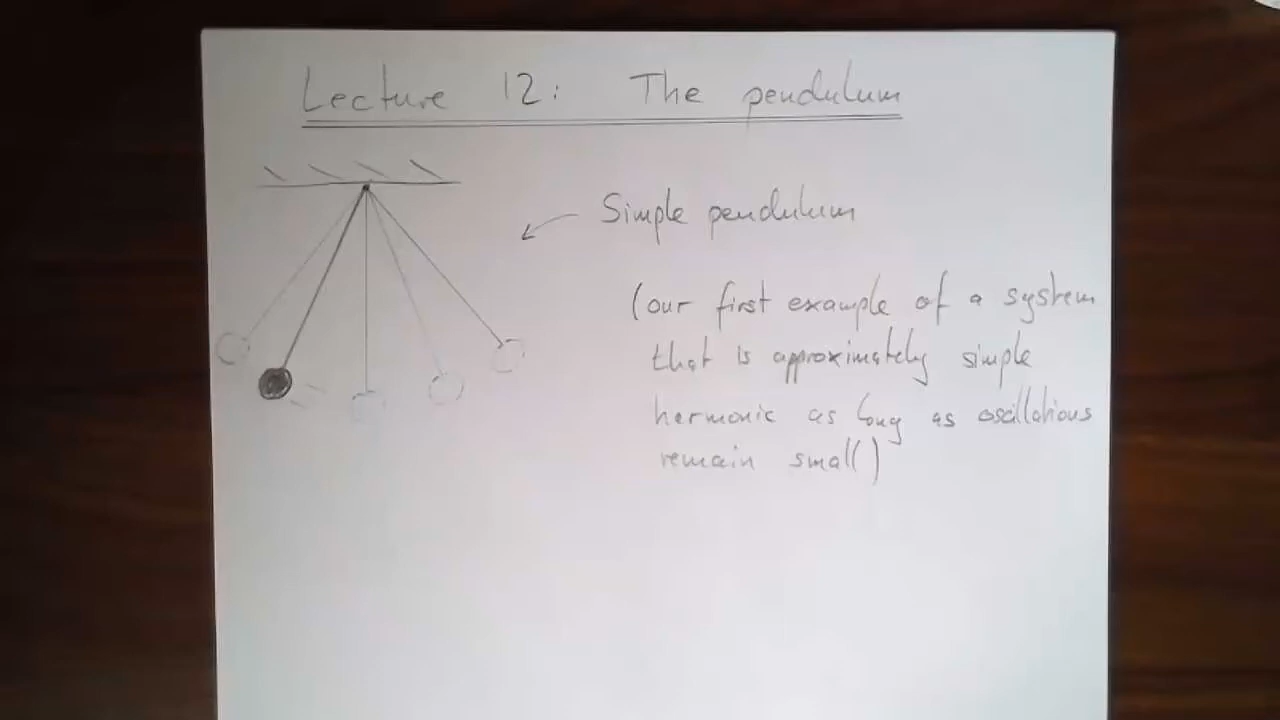 Lecture 12: The pendulum
Simple pendulum
(our first example of a system
that is approximately simple
harmonic as long as oscillations
remain small)